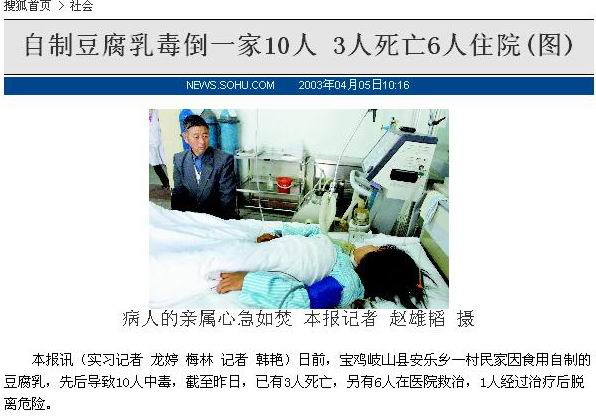 搜狐首页 > 社会
自制豆腐乳毒倒一家10人 3人死亡6人住院(图)
NEWS.SOHU.COM 2003年04月05日10:16
病人的亲属心急如焚 本报记者 赵雄韬 摄
本报讯（实习记者 龙婷 梅林 记者 韩艳）日前，宝鸡岐山县安乐乡一村民家因食用自制的
豆腐乳，先后导致10人中毒，截至昨日，已有3人死亡，另有6人在医院救治，1人经过治疗后脱
离危险。